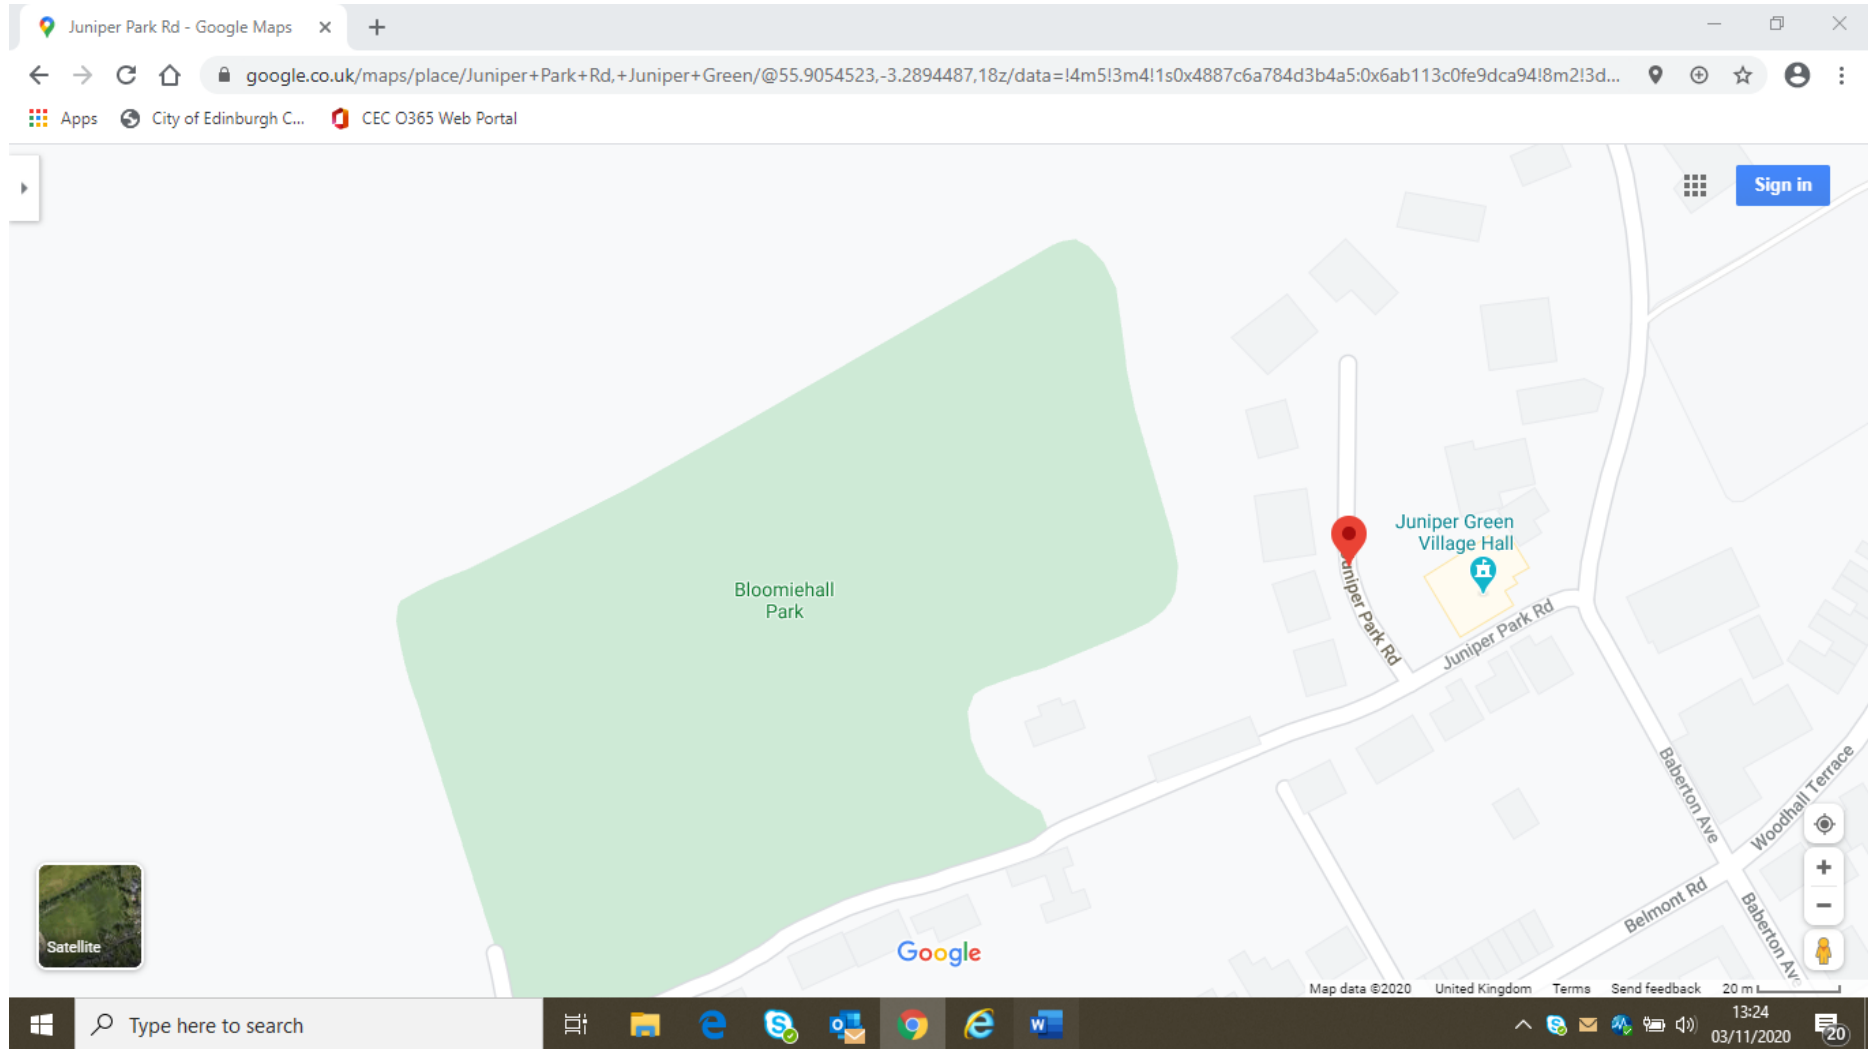 Juniper Park Rd - Google Maps
google.co.uk/maps/place/Juniper+Park+Rd,+Juniper+Green/@55.9054523,-3.2894487,18z/data=!4m5!3m4!1s0x4887c6a784d3b4a5:0x6ab113c0fe9dca94!8m2!3d...
Apps
City of Edinburgh C...
CEC O365 Web Portal
Sign in
Juniper Green
Village Hall
Bloomiehall
Park
Juniper Park Rd
Juniper Park Rd
Baberton Ave
Woodhall Terrace
Belmont Rd
Baberton Ave
Satellite
Google
Map data ©2020 United Kingdom Terms Send feedback 20 m
Type here to search
13:24
03/11/2020
20